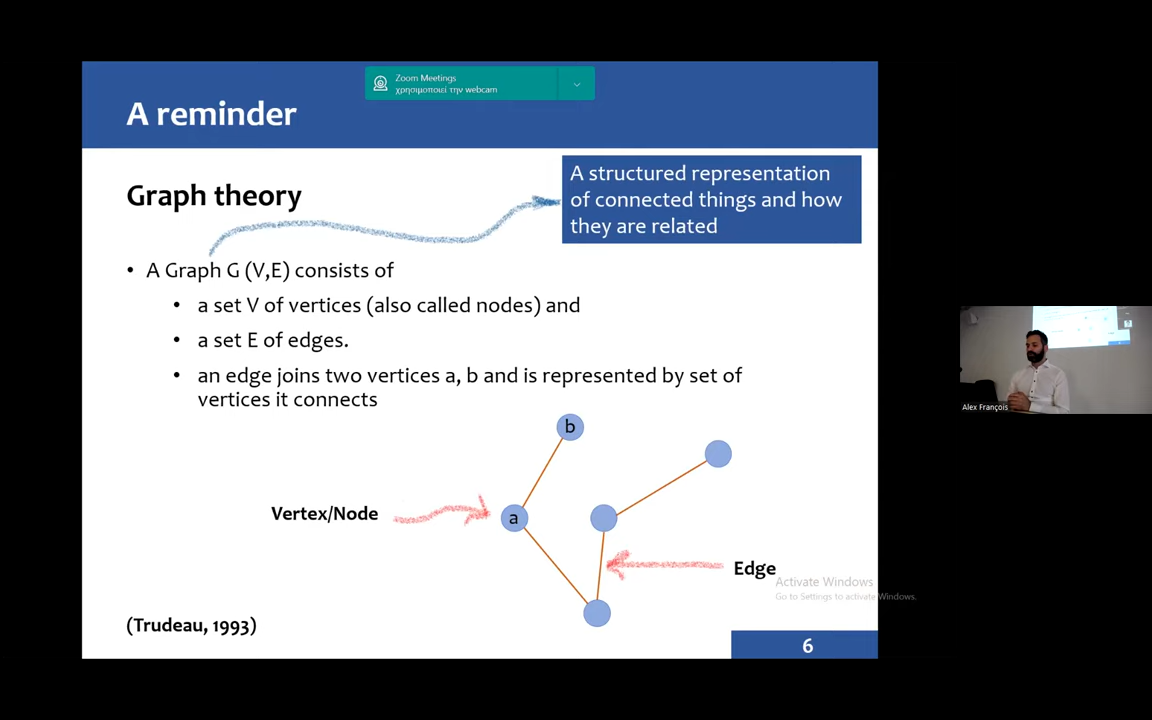 Zoom Meetings
χρησιμοποιεί την webcam
A reminder
A structured representation
of connected things and how
they are related
Graph theory
• A Graph G (V,E) consists of
• a set V of vertices (also called nodes) and
• a set E of edges.
• an edge joins two vertices a, b and is represented by set of
vertices it connects
b
Vertex/Node
a
Edge
Activate Windows
Go to Settings to activate Windows.
(Trudeau, 1993)
6
Alex François